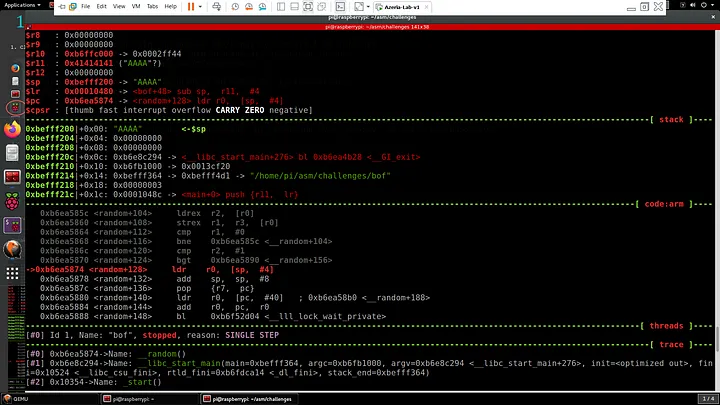 File Edit View VM Tabs Help
Azeria-Lab-v1
pi@raspberrypi: ~/asm/challenges
pi@raspberrypi: ~/asm/challenges 141x38
1
$r8 : 0x00000000
$r9 : 0x00000000
$r10 : 0xb6ffc000 -> 0x0002ff44
$r11 : 0x41414141 ("AAAA"?)
$r12 : 0x00000000
$sp : 0xbefff200 -> "AAAA"
$lr : 0x00010480 -> <bof+48> sub sp, r11, #4
$pc : 0xb6ea5874 -> <random+128> ldr r0, [sp, #4]
$cpsr : [thumb fast interrupt overflow CARRY ZERO negative]
[ stack ]
0xbefff200|+0x00: "AAAA" <-$sp
0xbefff204|+0x04: 0x00000000
0xbefff208|+0x08: 0x00000000
0xbefff20c|+0x0c: 0xb6e8c294 -> <__libc_start_main+276> bl 0xb6ea4b28 <__GI_exit>
0xbefff210|+0x10: 0xb6fb1000 -> 0x0013cf20
0xbefff214|+0x14: 0xbefff364 -> 0xbefff4d1 -> "/home/pi/asm/challenges/bof"
0xbefff218|+0x18: 0x00000003
0xbefff21c|+0x1c: 0x0001048c -> <main+0> push {r11, lr}
[ code:arm ]
0xb6ea585c <random+104> ldrex r2, [r0]
0xb6ea5860 <random+108> strex r1, r3, [r0]
0xb6ea5864 <random+112> cmp r1, #0
0xb6ea5868 <random+116> bne 0xb6ea585c <__random+104>
0xb6ea586c <random+120> cmp r2, #1
0xb6ea5870 <random+124> bgt 0xb6ea5890 <__random+156>
->0xb6ea5874 <random+128> ldr r0, [sp, #4]
0xb6ea5878 <random+132> add sp, sp, #8
0xb6ea587c <random+136> pop {r7, pc}
0xb6ea5880 <random+140> ldr r0, [pc, #40] ; 0xb6ea58b0 <__random+188>
0xb6ea5884 <random+144> add r0, pc, r0
0xb6ea5888 <random+148> bl 0xb6f52d04 <__lll_lock_wait_private>
[ threads ]
[#0] Id 1, Name: "bof", stopped, reason: SINGLE STEP
[ trace ]
[#0] 0xb6ea5874->Name: __random()
[#1] 0xb6e8c294->Name: __libc_start_main(main=0xbefff364, argc=0xb6fb1000, argv=0xb6e8c294 <__libc_start_main+276>, init=<optimized out>, fin
i=0x10524 <__libc_csu_fini>, rtld_fini=0xb6fdca14 <_dl_fini>, stack_end=0xbefff364)
[#2] 0x10354->Name: _start()
QEMU
pi@raspberrypi: ~
pi@raspberrypi: ~/asm/challenges
1 / 4